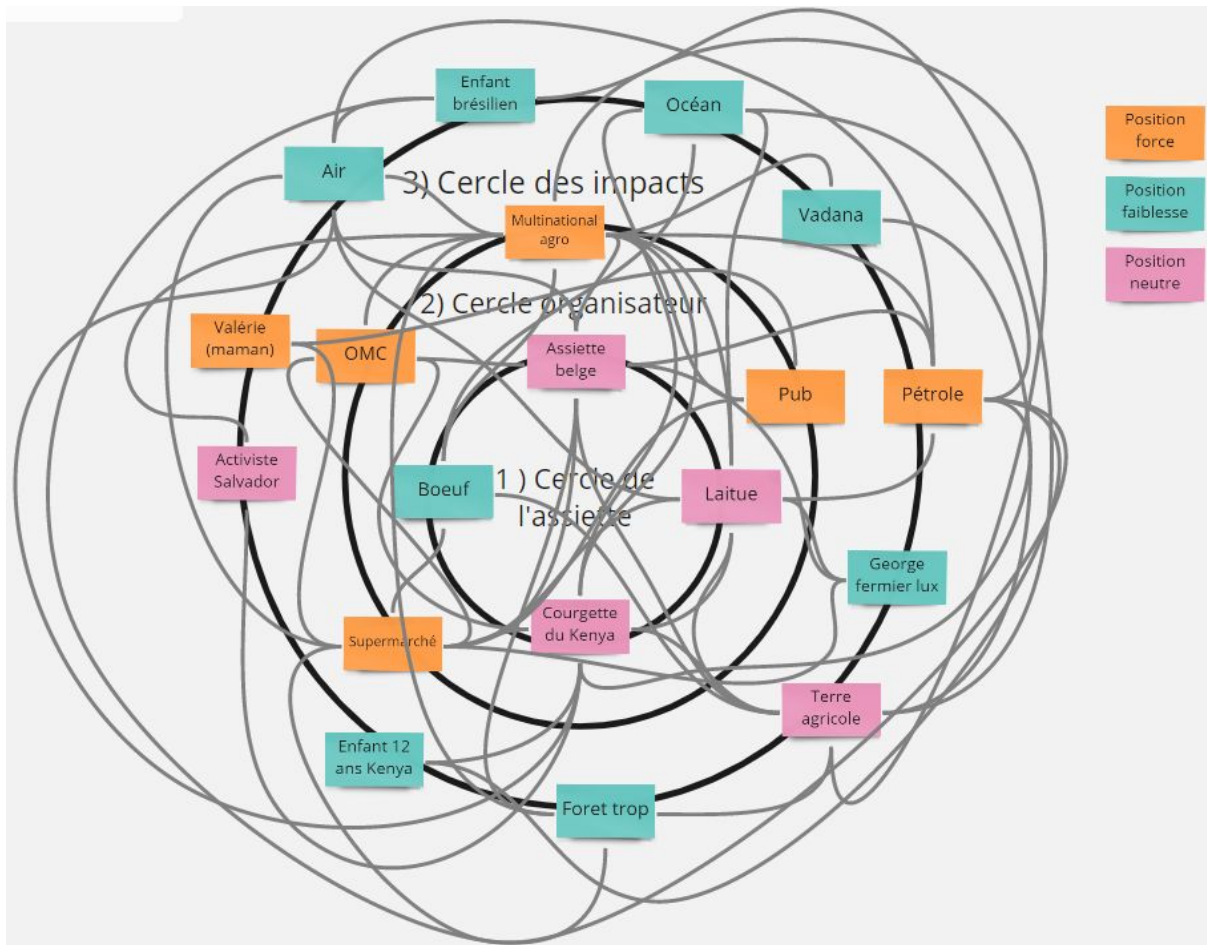 Enfant
brésilien
Océan
Position
force
Air
3) Cercle des impacts
Position
faiblesse
Multinational
agro
Vadana
Position
neutre
2) Cercle organisateur
Valérie
(maman)
OMC
Assiette
belge
Pub
Pétrole
Activiste
Salvador
Boeuf
1 ) Cercle de
l'assiette
Laitue
George
fermier lux
Supermarché
Courgette
du Kenya
Terre
agricole
Enfant 12
ans Kenya
Foret trop